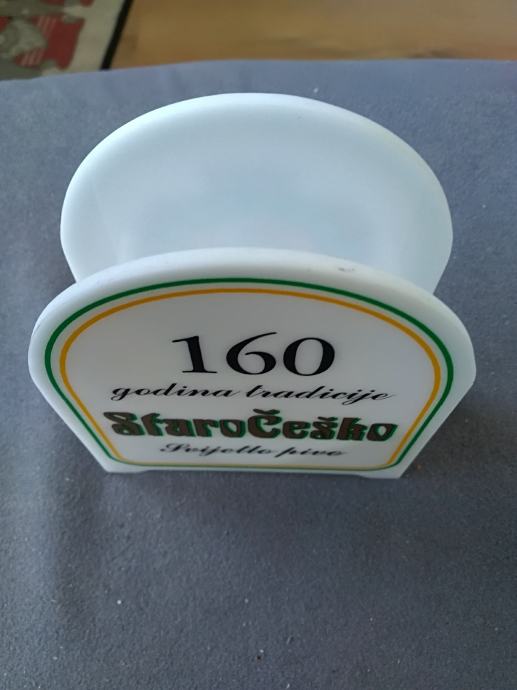 160
godina tradicije
StaroČeško
Svijetlo pivo